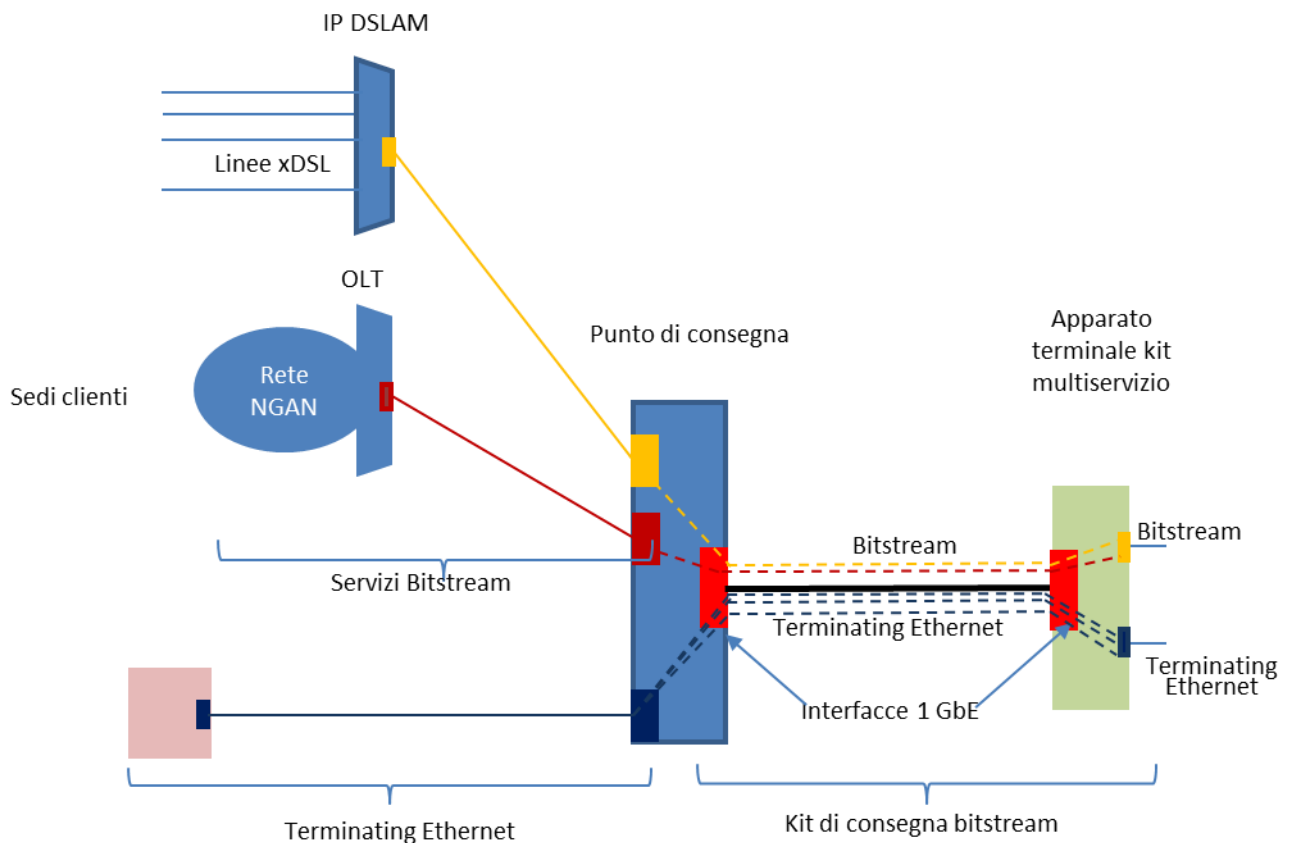 IP DSLAM
Linee xDSL
OLT
Rete
NGAN
Sedi clienti
Punto di consegna
Apparato
terminale kit
multiservizio
Servizi Bitstream
Bitstream
Bitstream
Terminating Ethernet
Terminating
Ethernet
Interfacce 1 GbE
Terminating Ethernet
Kit di consegna bitstream